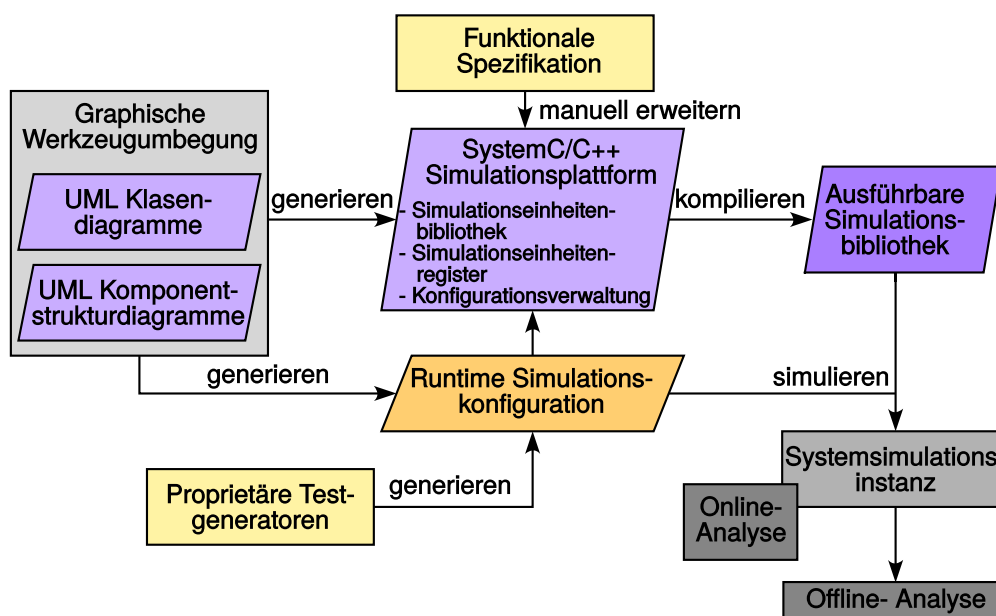 Funktionale
Spezifikation
manuell erweitern
Graphische
Werkzeugumbegung
UML Klasen-
diagramme
UML Komponent-
strukturdiagramme
generieren
SystemC/C++
Simulationsplattform
- Simulationseinheiten-
bibliothek
- Simulationseinheiten-
register
- Konfigurationsverwaltung
kompilieren
Ausführbare
Simulations-
bibliothek
generieren
Runtime Simulations-
konfiguration
simulieren
Proprietäre Test-
generatoren
generieren
Systemsimulations
instanz
Online-
Analyse
Offline- Analyse